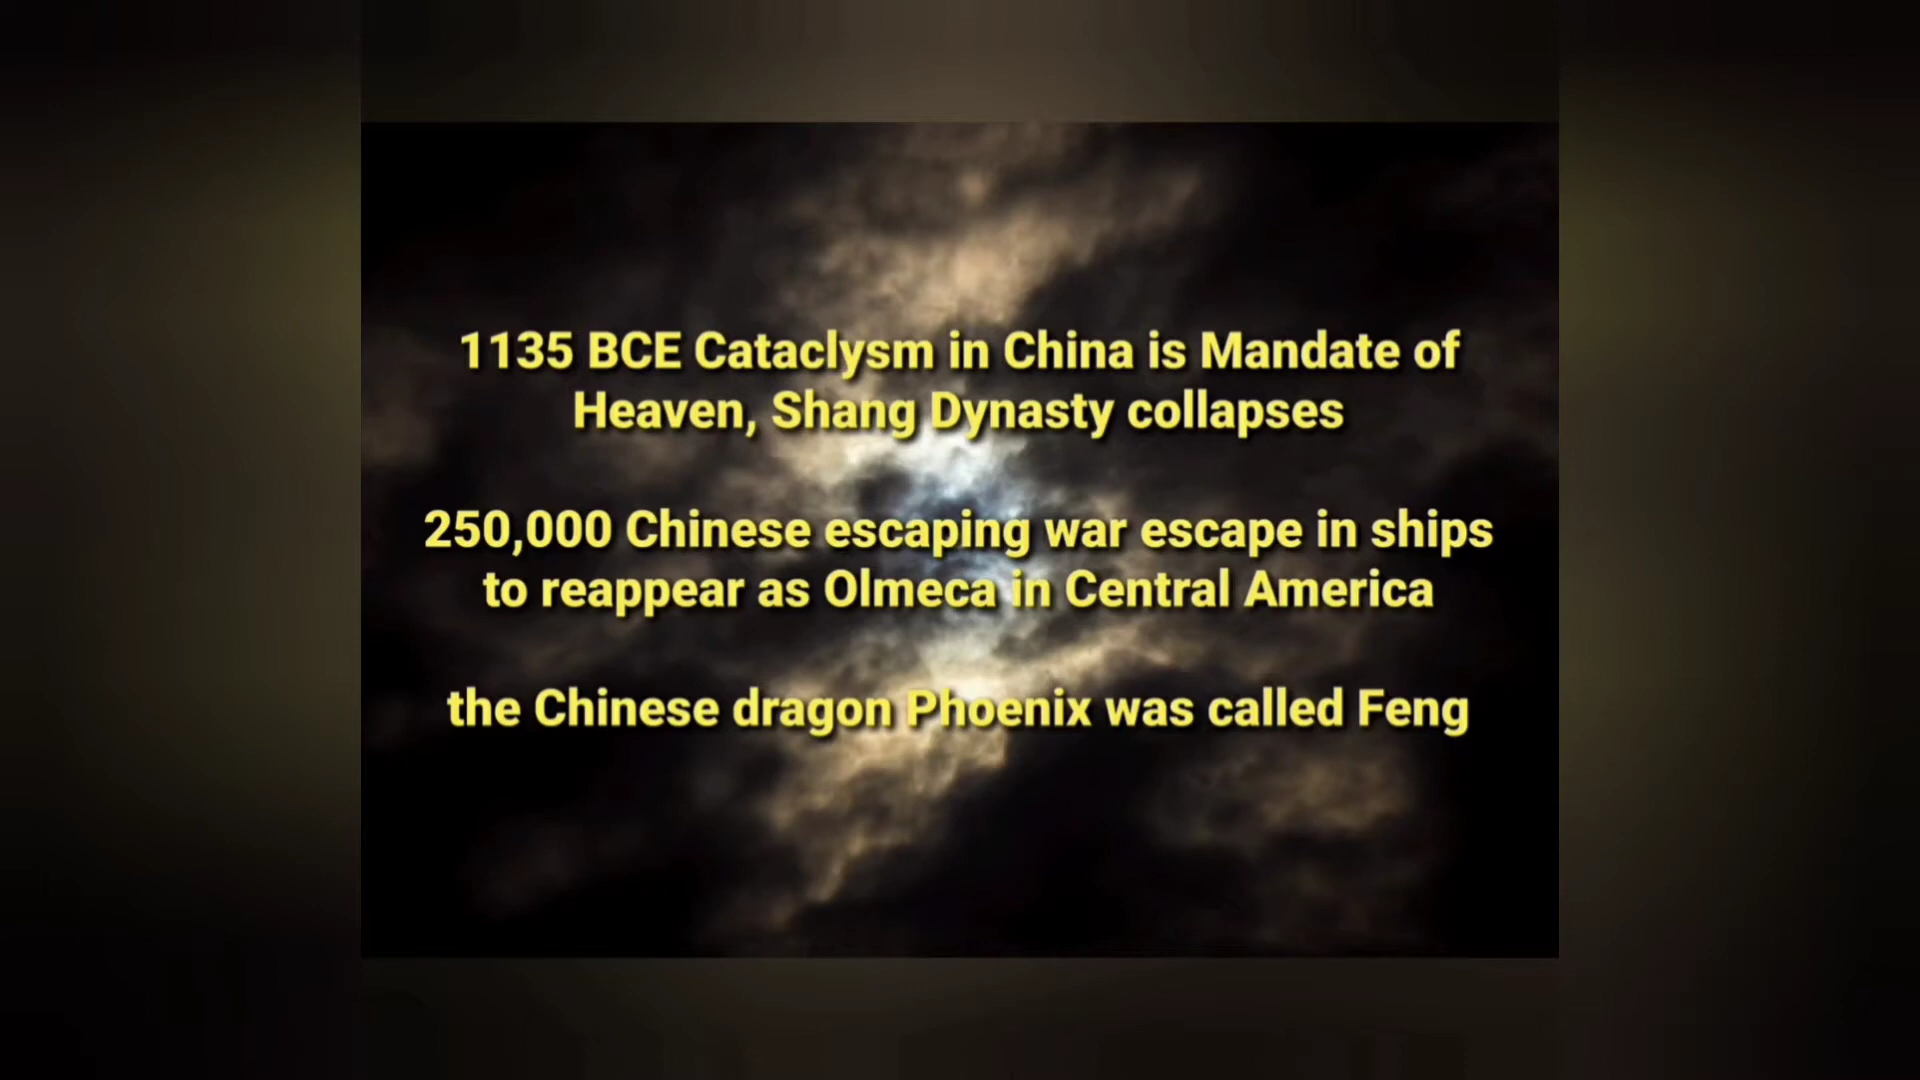 1135 BCE Cataclysm in China is Mandate of
Heaven, Shang Dynasty collapses
250,000 Chinese escaping war escape in ships
to reappear as Olmeca in Central America
the Chinese dragon Phoenix was called Feng